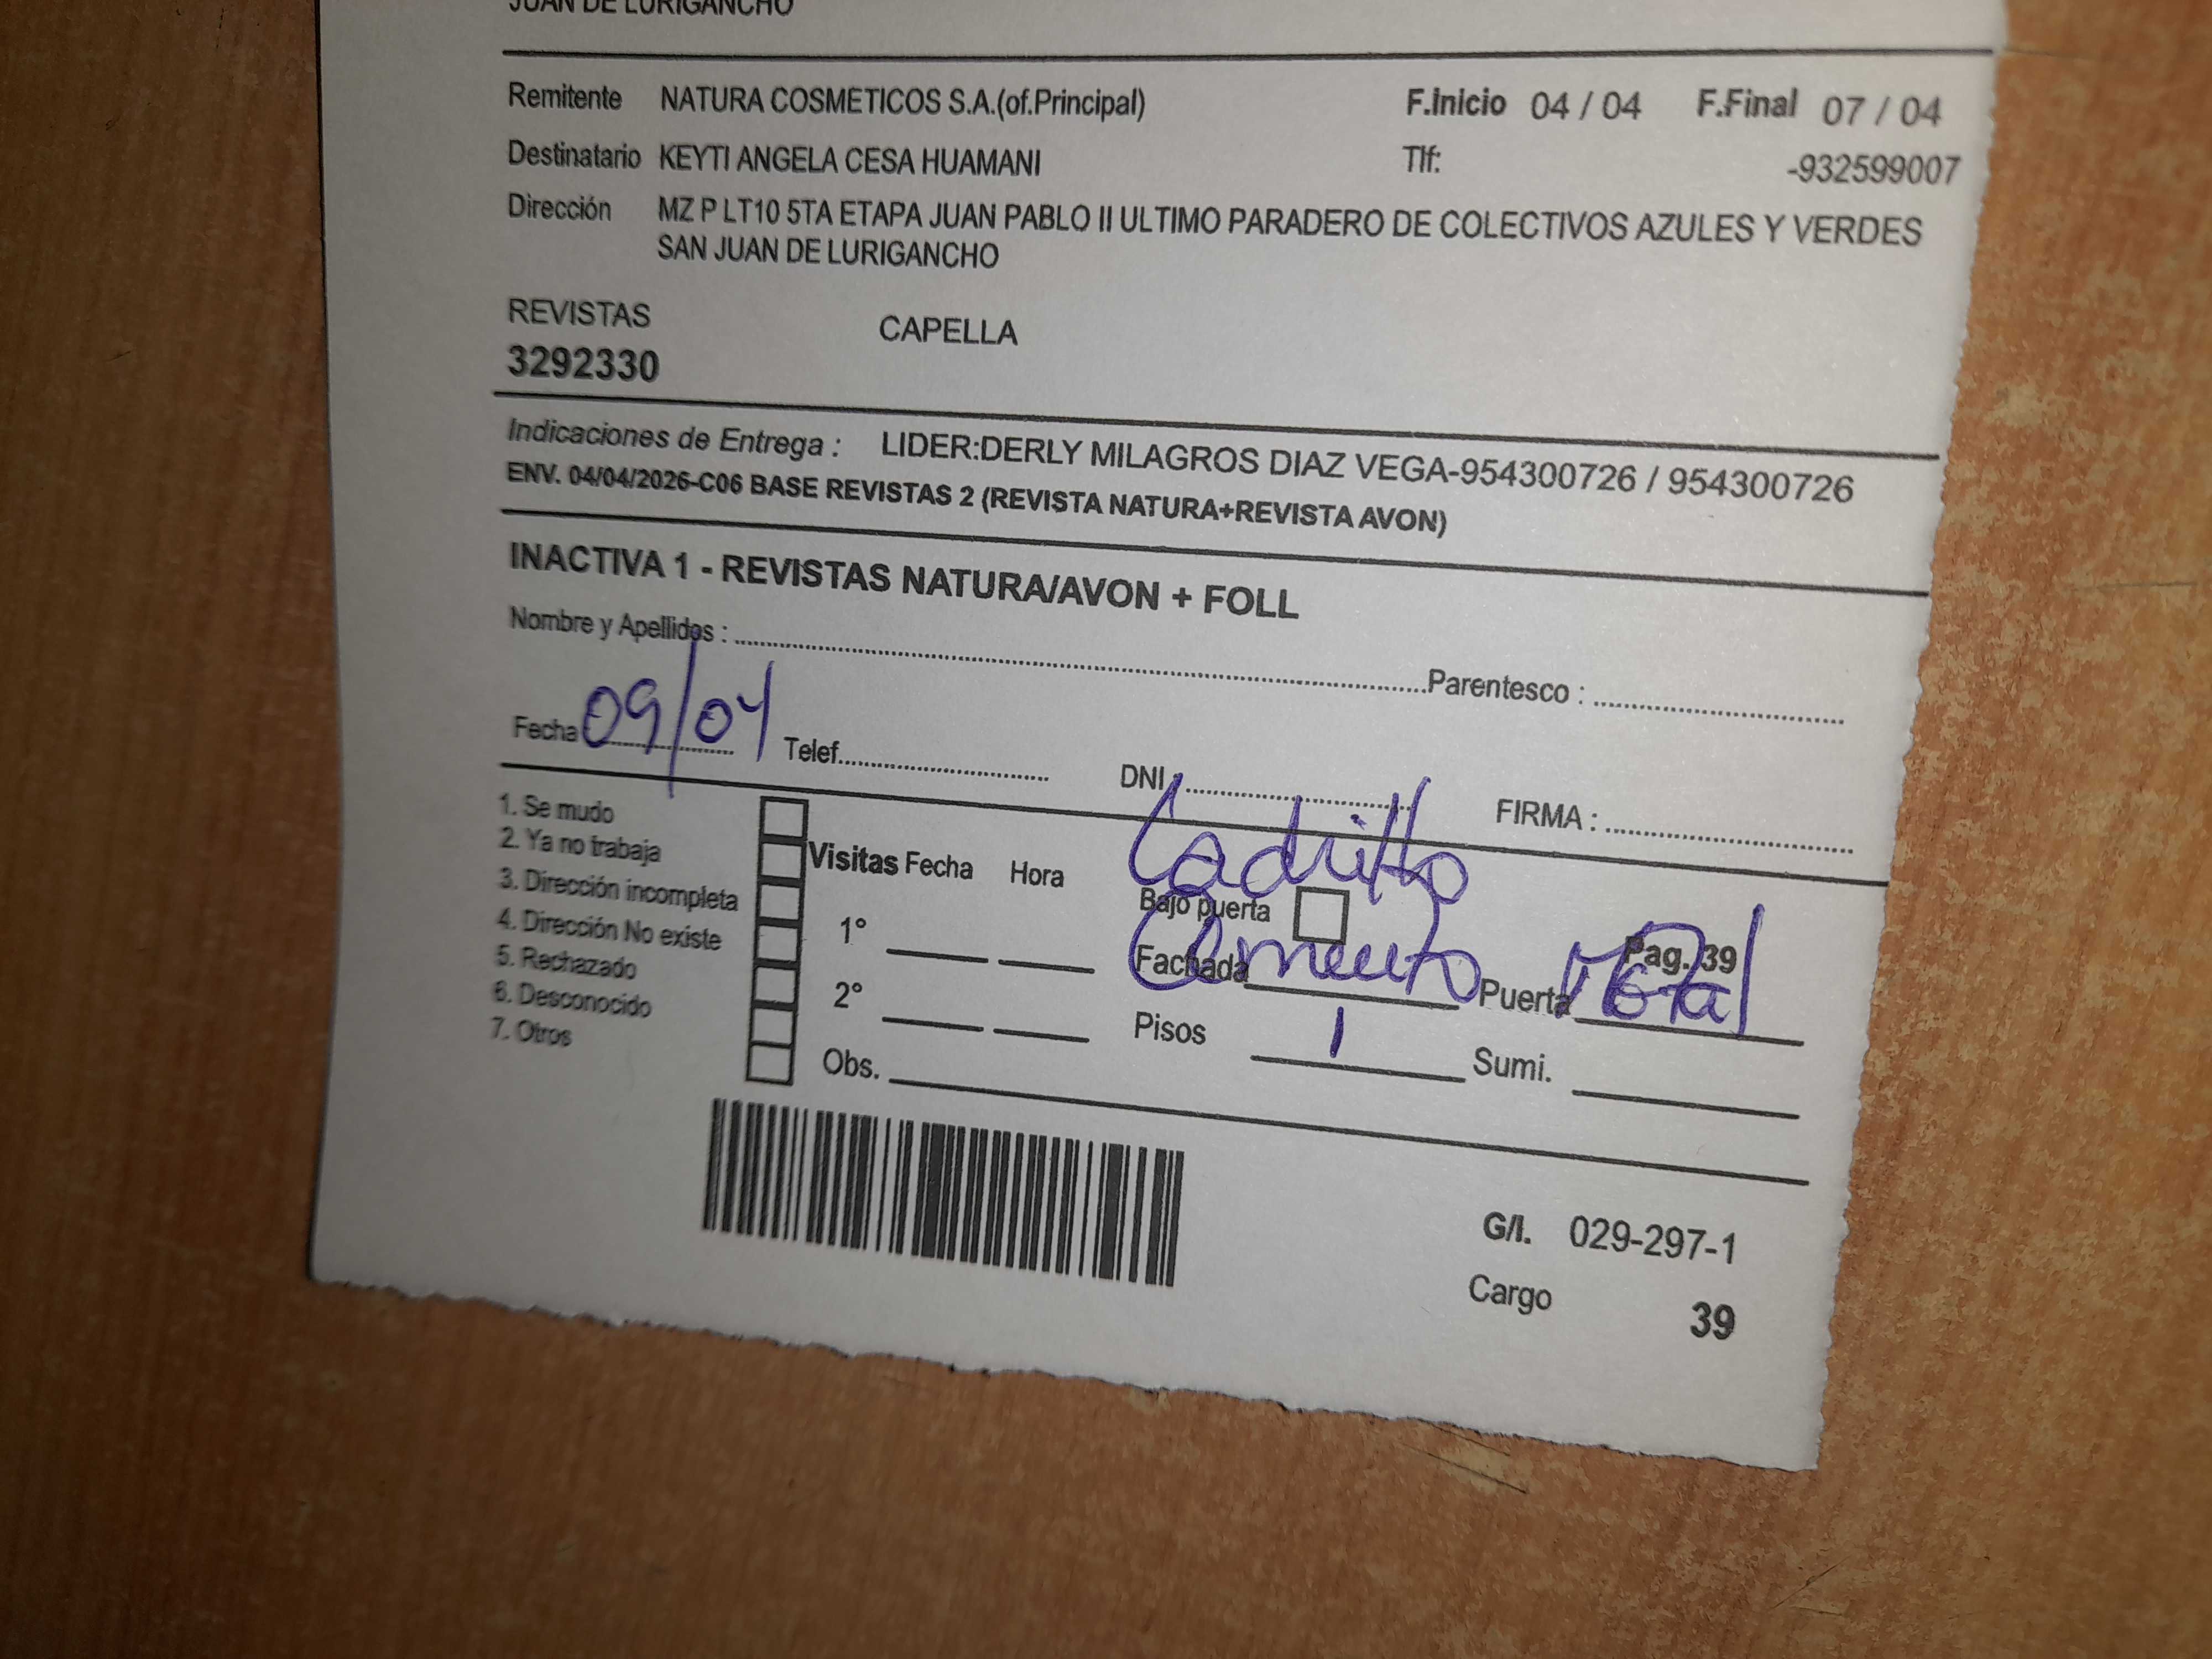 JUAN DE LURIGANCHO
Remitente NATURA COSMETICOS S.A.(of.Principal) F.Inicio 04 / 04 F.Final 07 / 04
Destinatario KEYTI ANGELA CESA HUAMANI Tlf: -932599007
Dirección MZ P LT10 5TA ETAPA JUAN PABLO II ULTIMO PARADERO DE COLECTIVOS AZULES Y VERDES
SAN JUAN DE LURIGANCHO
REVISTAS CAPELLA
3292330
Indicaciones de Entrega : LIDER:DERLY MILAGROS DIAZ VEGA-954300726 / 954300726
ENV. 04/04/2026-C06 BASE REVISTAS 2 (REVISTA NATURA+REVISTA AVON)
INACTIVA 1 - REVISTAS NATURA/AVON + FOLL
Nombre y Apellidos : Parentesco :
Fecha 09/04 Telef. DNI : FIRMA :
1. Se mudo
2. Ya no trabaja
3. Dirección incompleta
4. Dirección No existe
5. Rechazado
6. Desconocido
7. Otros
Visitas Fecha Hora
1°
2°
Obs.
Ladrillo
Bajo puerta
Pag. 39
Fachada Cemento Puerta Metal
Pisos 1 Sumi.
G/I. 029-297-1
Cargo 39